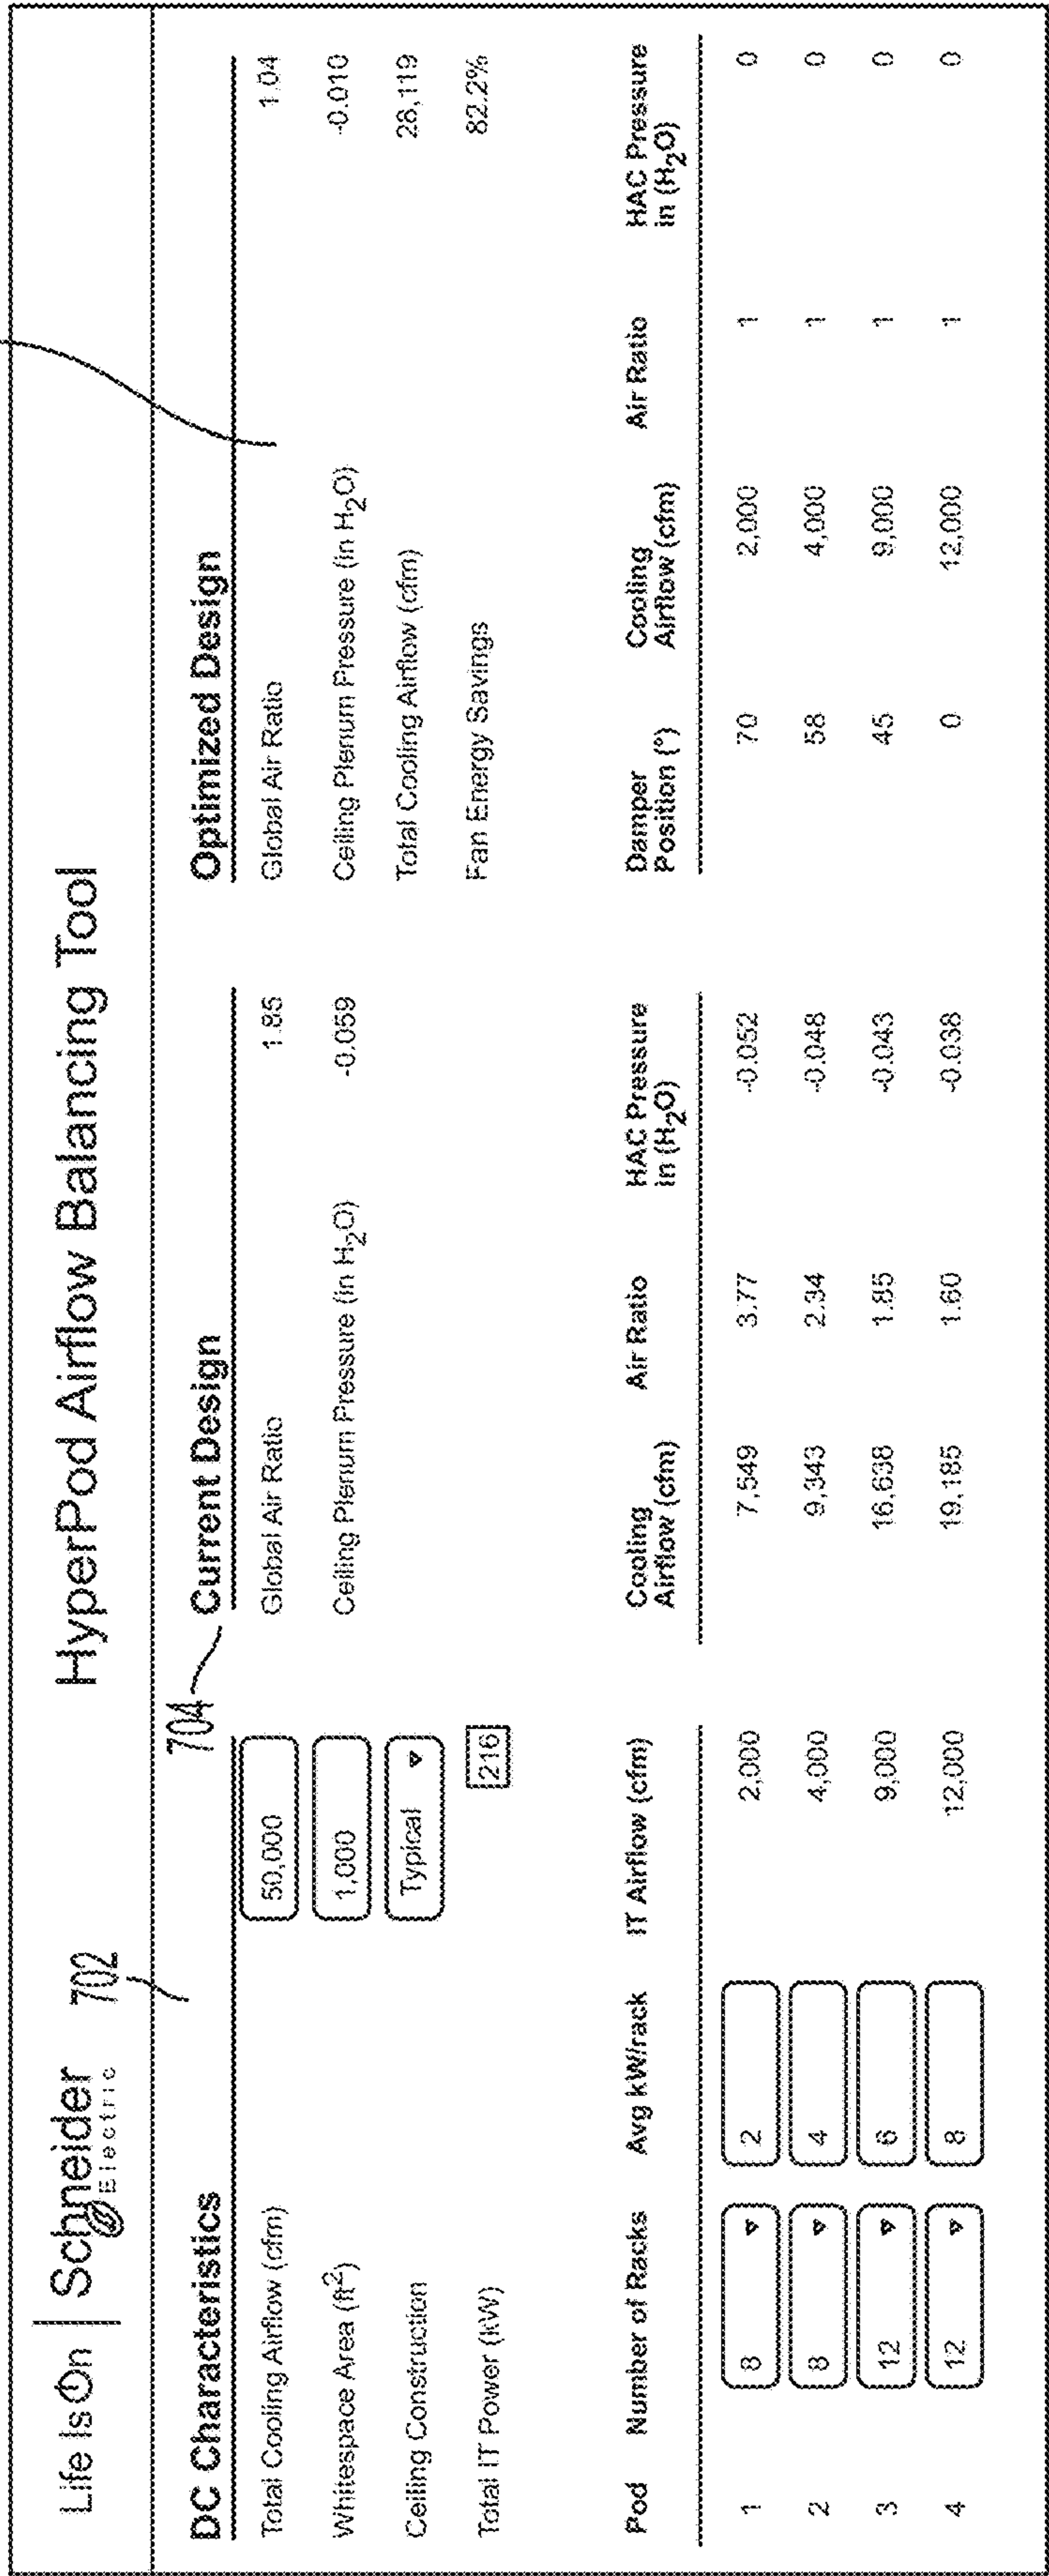 Life Is On | Schneider Electric HyperPod Airflow Balancing Tool
702
704
DC Characteristics
Total Cooling Airflow (cfm) 50,000
Whitespace Area (ft2) 1,000
Ceiling Construction Typical
Total IT Power (kW) 216
Current Design
Global Air Ratio 1.85
Ceiling Plenum Pressure (in H2O) -0.059
Optimized Design
Global Air Ratio 1.04
Ceiling Plenum Pressure (in H2O) -0.010
Total Cooling Airflow (cfm) 28,119
Fan Energy Savings 82.2%
Pod Number of Racks Avg kW/rack IT Airflow (cfm) Cooling Airflow (cfm) Air Ratio HAC Pressure in (H2O) Damper Position (°) Cooling Airflow (cfm) Air Ratio HAC Pressure in (H2O)
1 8 2 2,000 7,549 3.77 -0.052 70 2,000 1 0
2 8 4 4,000 9,343 2.34 -0.048 58 4,000 1 0
3 12 6 9,000 16,638 1.85 -0.043 45 9,000 1 0
4 12 8 12,000 19,185 1.60 -0.038 0 12,000 1 0